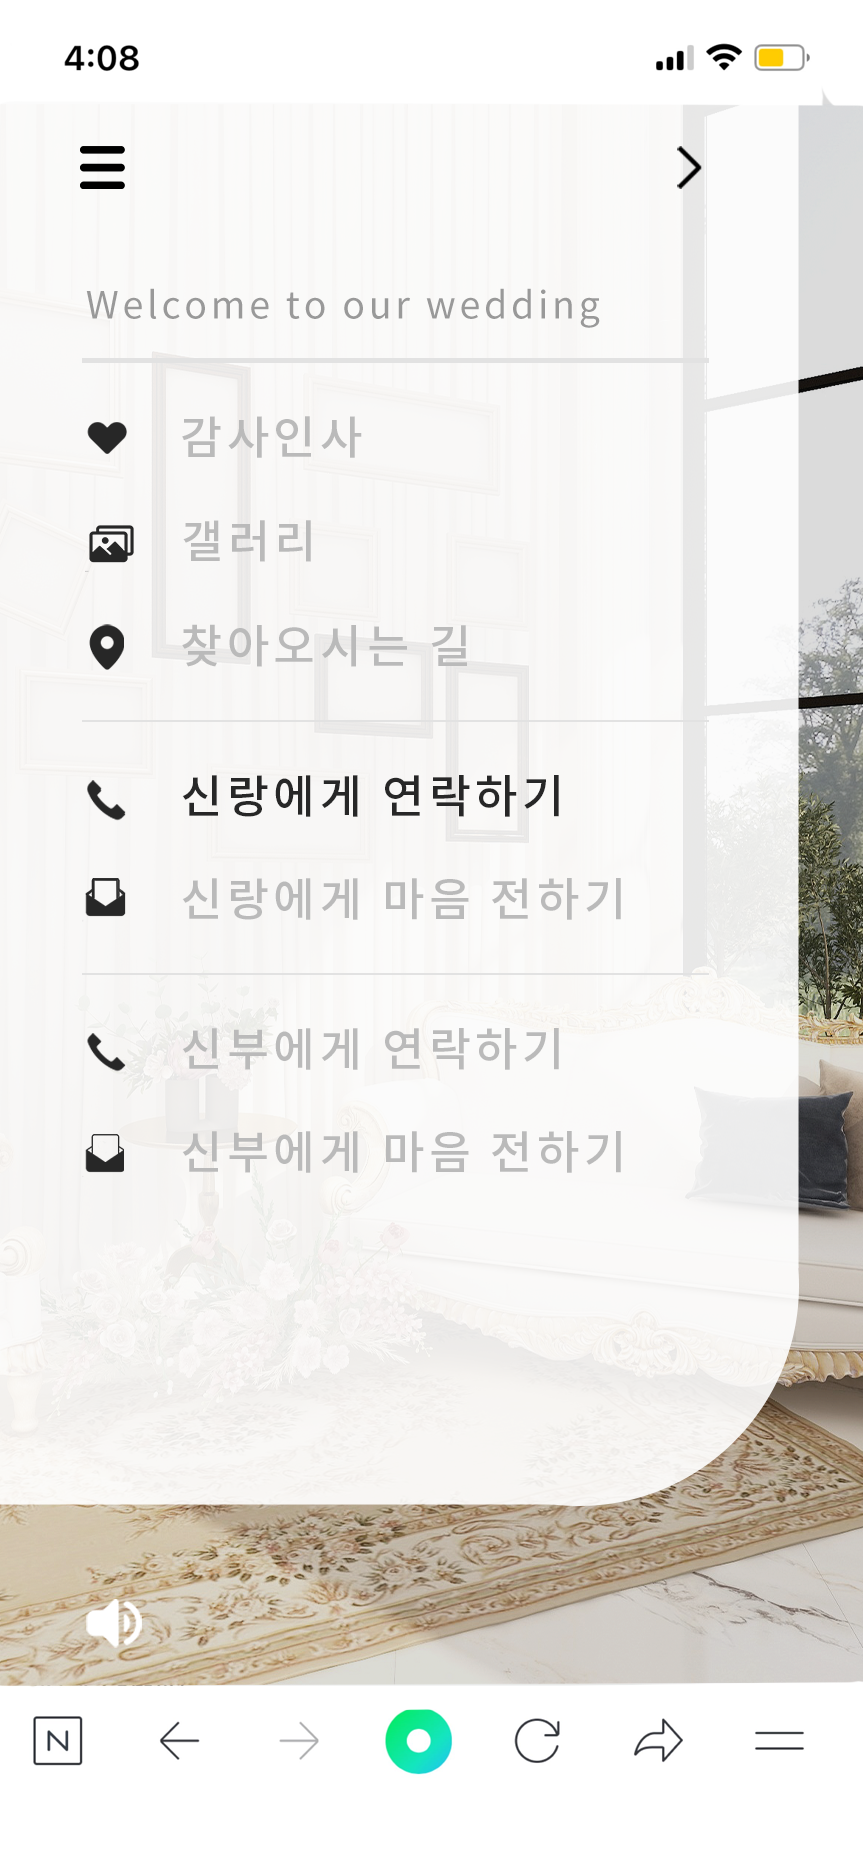 4:08
Welcome to our wedding
감사인사
갤러리
찾아오시는 길
신랑에게 연락하기
신랑에게 마음 전하기
신부에게 연락하기
신부에게 마음 전하기
N